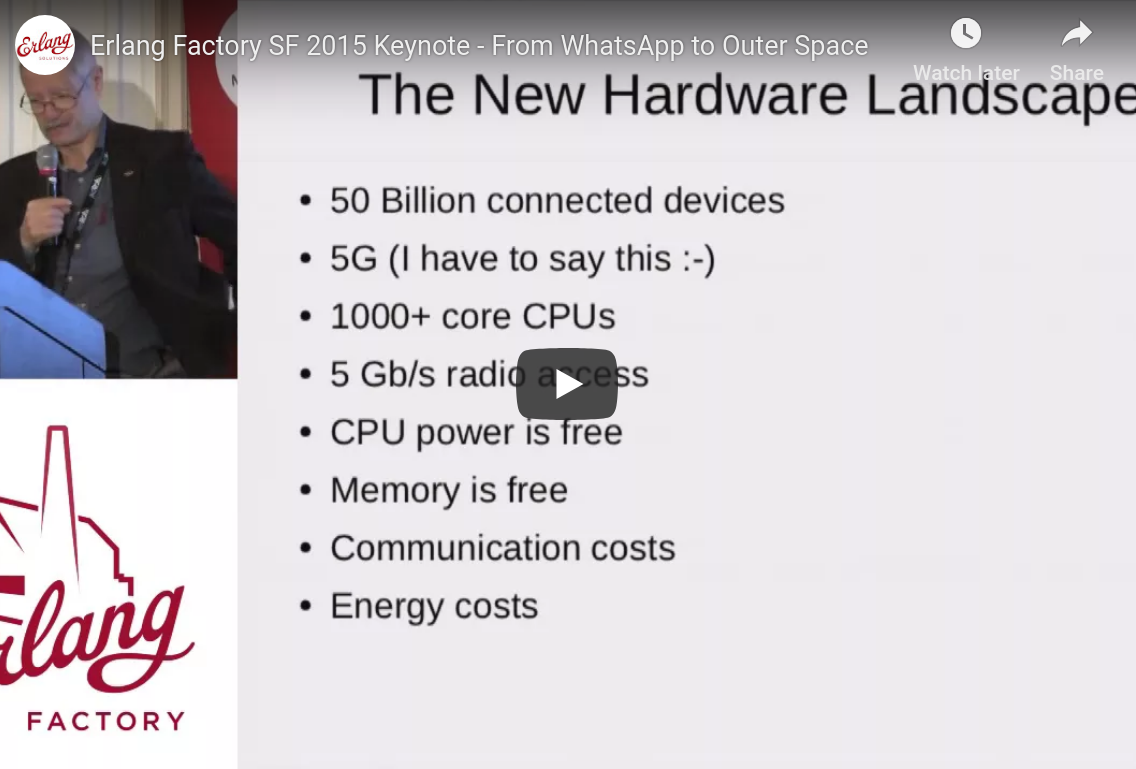 Erlang
SOLUTIONS
Erlang Factory SF 2015 Keynote - From WhatsApp to Outer Space
Watch later
Share
The New Hardware Landscape
• 50 Billion connected devices
• 5G (I have to say this :-)
• 1000+ core CPUs
• 5 Gb/s radio access
• CPU power is free
• Memory is free
• Communication costs
• Energy costs
Erlang
FACTORY